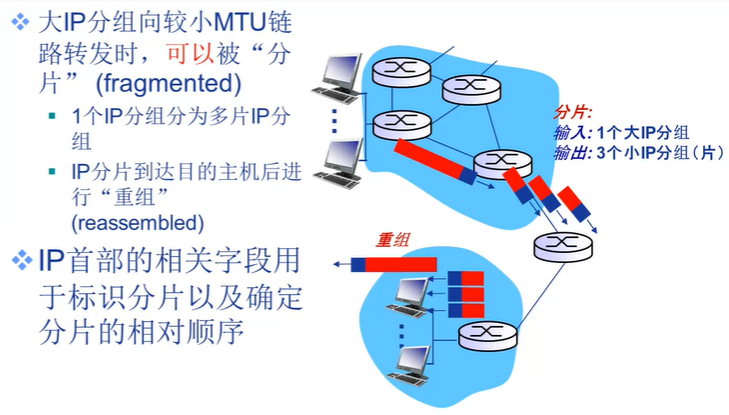 大IP分组向较小MTU链
路转发时，可以被“分
片” (fragmented)
1个IP分组分为多片IP分
组
IP分片到达目的主机后进
行“重组”
(reassembled)
IP首部的相关字段用
于标识分片以及确定
分片的相对顺序
分片:
输入: 1个大IP分组
输出: 3个小IP分组（片）
重组